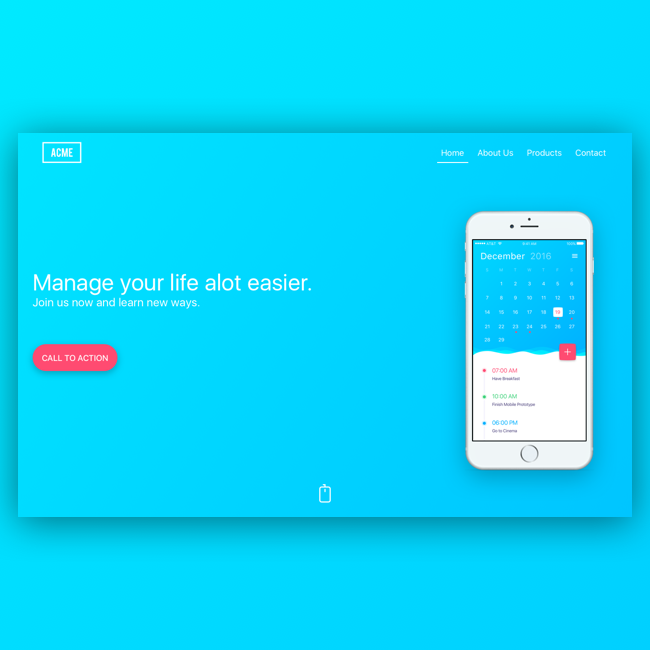 ACME
Home About Us Products Contact
Manage your life alot easier.
Join us now and learn new ways.
CALL TO ACTION
December 2016
1 2 3 4 5 6
7 8 9 10 11 12 13
14 15 16 17 18 19 20
21 22 23 24 25 26 27
28 29
+
07:00 AM
Have Breakfast
10:00 AM
Finish Mobile Prototype
06:00 PM
Go to Cinema